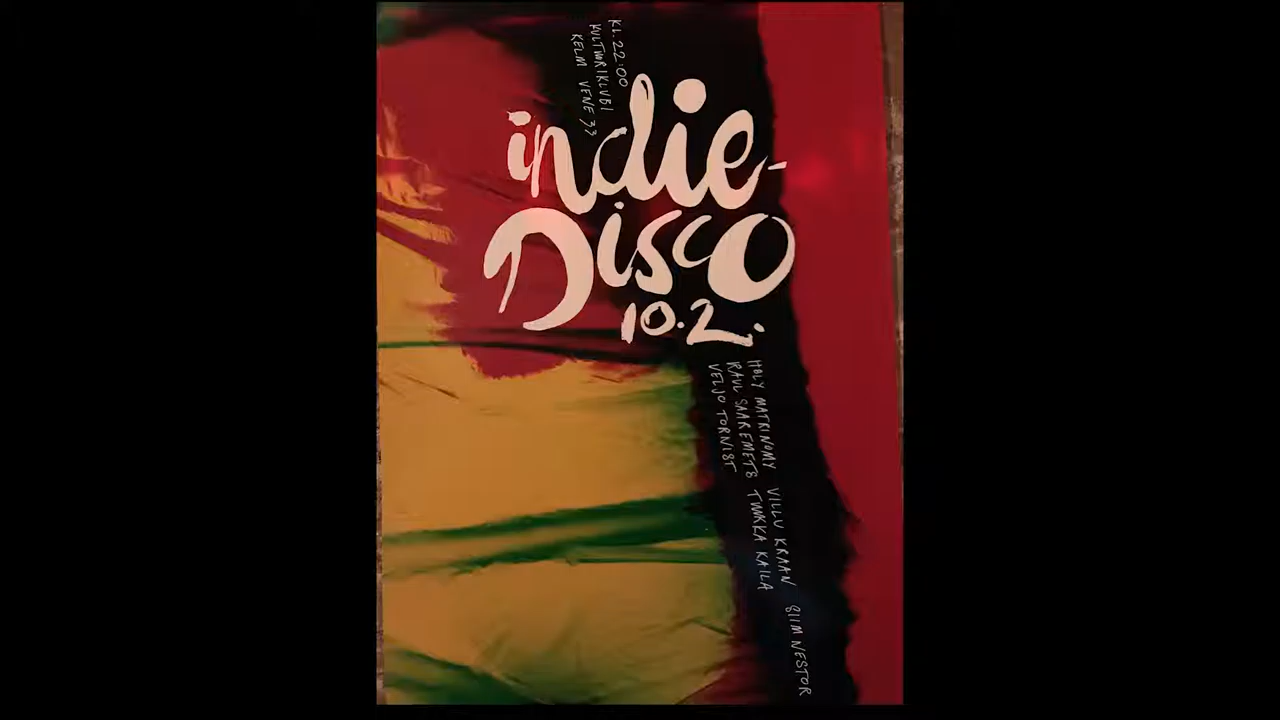 KL.22:00
KULTUURIKLUBI
KELM VENE 33
indie-
Disco
10.2.
HOLY MATRIMONY VILLU KRAAN SIIM NESTOR
RAUL SAAREMETS TUUKKA KAILA
VELJO TORNIST